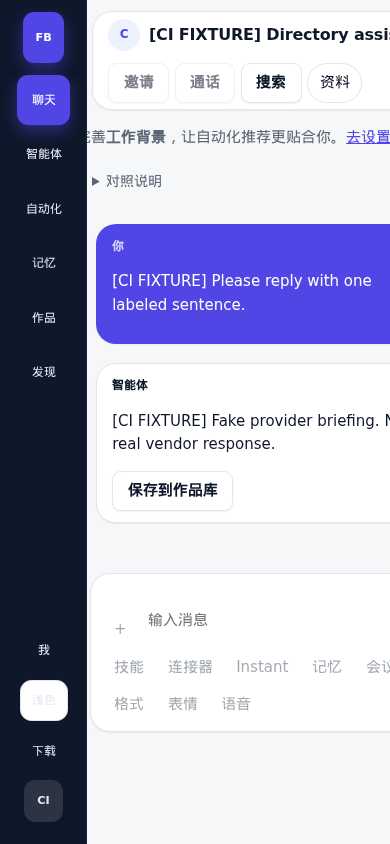 FB
聊天
智能体
自动化
记忆
作品
发现
我
浅色
下载
CI
C
[CI FIXTURE] Directory assis
邀请 通话 搜索 资料
善工作背景，让自动化推荐更贴合你。去设置
▶ 对照说明
你
[CI FIXTURE] Please reply with one
labeled sentence.
智能体
[CI FIXTURE] Fake provider briefing. N
real vendor response.
保存到作品库
+ 输入消息
技能 连接器 Instant 记忆 会议
格式 表情 语音